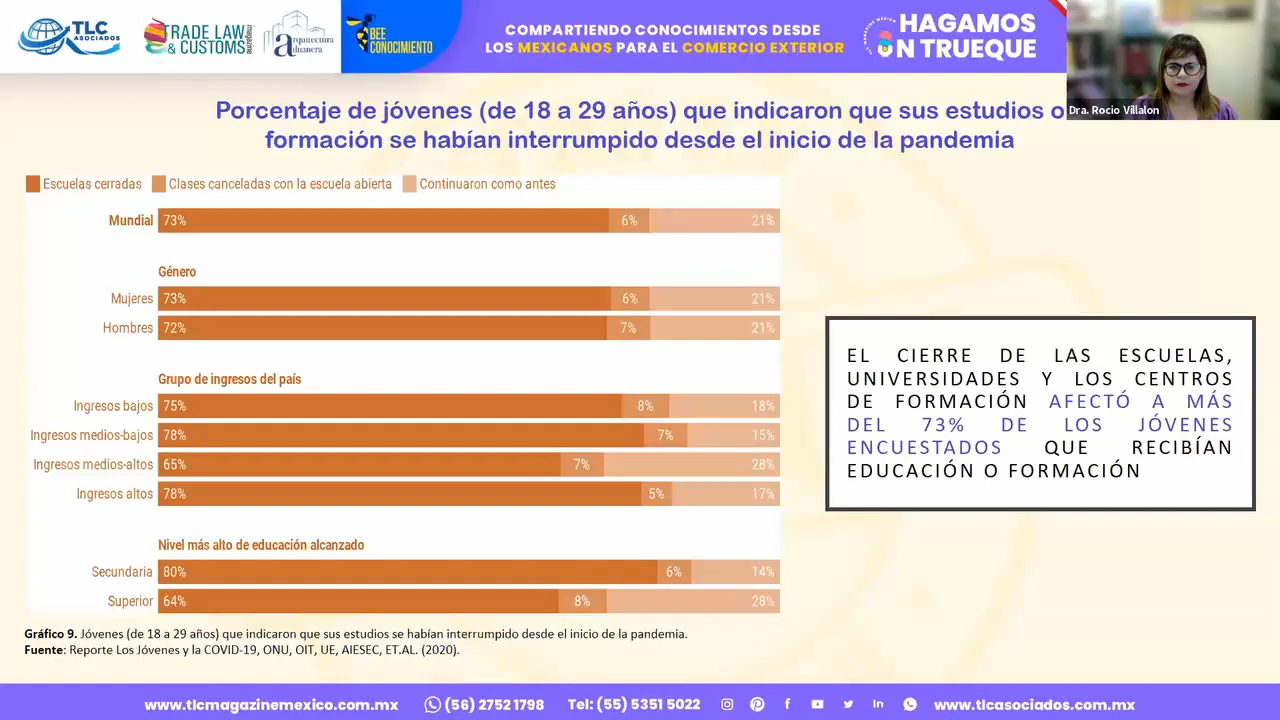 TLC
ASOCIADOS
TRADE LAW
& CUSTOMS
magazine
arquitectura
aduanera
BEE
CONOCIMIENTO
COMPARTIENDO CONOCIMIENTOS DESDE
LOS MEXICANOS PARA EL COMERCIO EXTERIOR
HAGAMOS
UN TRUEQUE
Dra. Rocio Villalon
Porcentaje de jóvenes (de 18 a 29 años) que indicaron que sus estudios o
formación se habían interrumpido desde el inicio de la pandemia
Escuelas cerradas Clases canceladas con la escuela abierta Continuaron como antes
Mundial 73% 6% 21%
Género
Mujeres 73% 6% 21%
Hombres 72% 7% 21%
Grupo de ingresos del país
Ingresos bajos 75% 8% 18%
Ingresos medios-bajos 78% 7% 15%
Ingresos medios-altos 65% 7% 28%
Ingresos altos 78% 5% 17%
Nivel más alto de educación alcanzado
Secundaria 80% 6% 14%
Superior 64% 8% 28%
EL CIERRE DE LAS ESCUELAS,
UNIVERSIDADES Y LOS CENTROS
DE FORMACIÓN AFECTÓ A MÁS
DEL 73% DE LOS JÓVENES
ENCUESTADOS QUE RECIBÍAN
EDUCACIÓN O FORMACIÓN
Gráfico 9. Jóvenes (de 18 a 29 años) que indicaron que sus estudios se habían interrumpido desde el inicio de la pandemia.
Fuente: Reporte Los Jóvenes y la COVID-19, ONU, OIT, UE, AIESEC, ET.AL. (2020).
www.tlcmagazinemexico.com.mx (56) 2752 1798 Tel: (55) 5351 5022 www.tlcasociados.com.mx